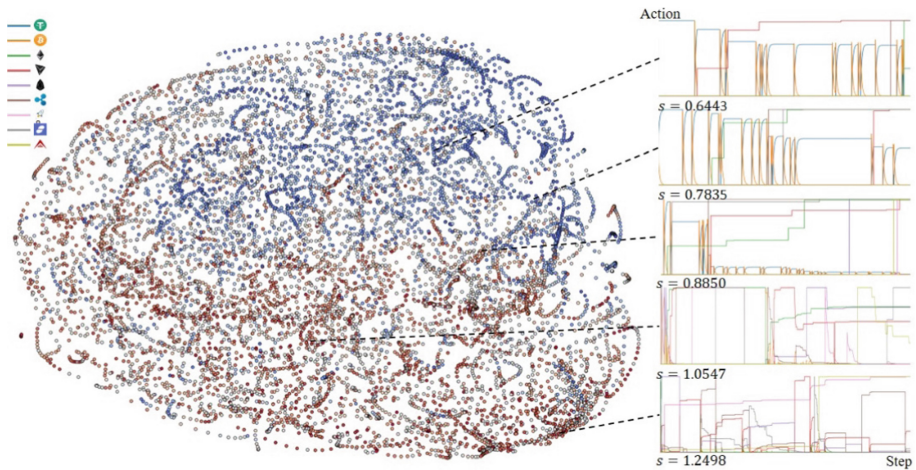 Action
s = 0.6443
s = 0.7835
s = 0.8850
s = 1.0547
s = 1.2498
Step